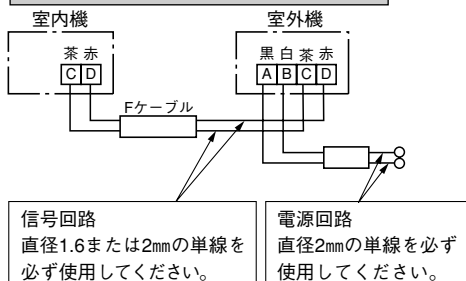 室内機
室外機
茶 赤
黒 白 茶 赤
C D
A B C D
Fケーブル
信号回路
直径1.6または2㎜の単線を
必ず使用してください。
電源回路
直径2㎜の単線を必ず
使用してください。